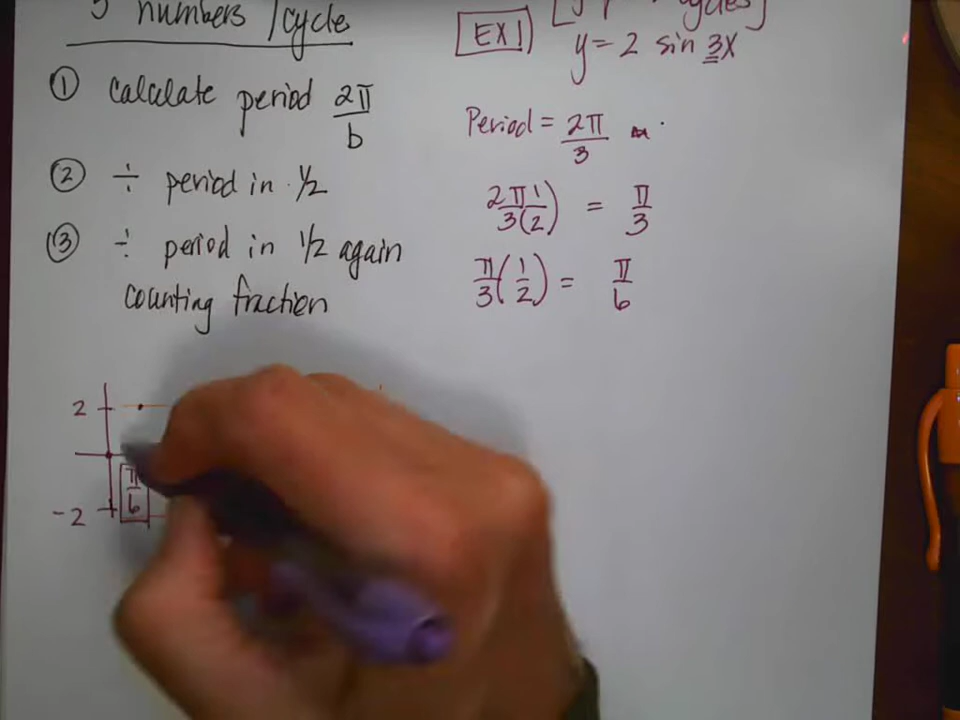 5 numbers /cycle
① calculate period 2π/b
② ÷ period in 1/2
③ ÷ period in 1/2 again
counting fraction
EX 1
y = 2 sin 3x
Period = 2π/3
2π/3 (1/2) = π/3
π/3 (1/2) = π/6
2
π/6
-2